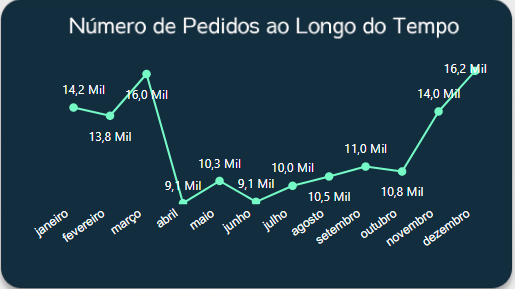 Número de Pedidos ao Longo do Tempo
14,2 Mil
13,8 Mil
16,0 Mil
9,1 Mil
10,3 Mil
9,1 Mil
10,0 Mil
10,5 Mil
11,0 Mil
10,8 Mil
14,0 Mil
16,2 Mil
janeiro
fevereiro
março
abril
maio
junho
julho
agosto
setembro
outubro
novembro
dezembro